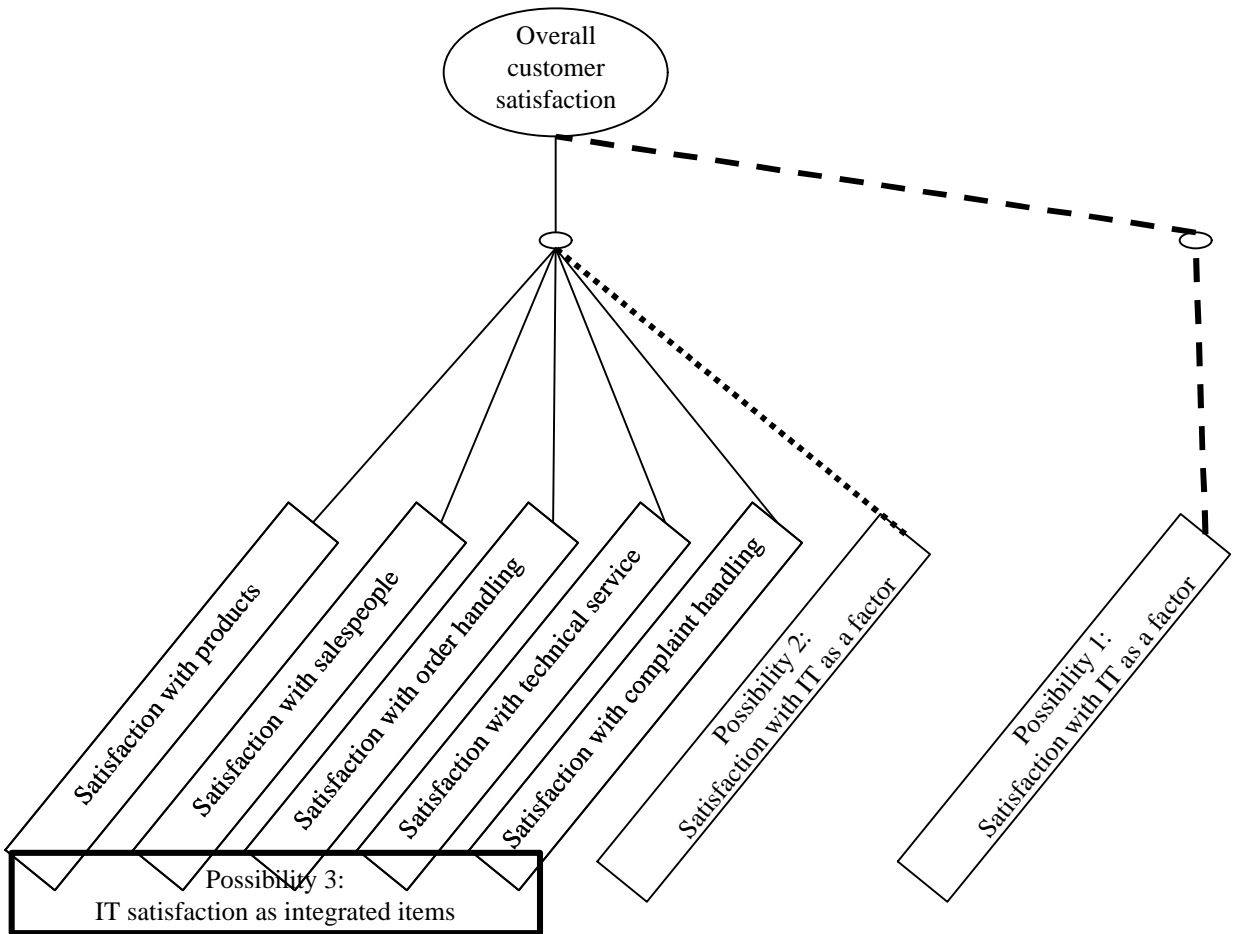 Overall
customer
satisfaction
Satisfaction with products
Satisfaction with salespeople
Satisfaction with order handling
Satisfaction with technical service
Satisfaction with complaint handling
Possibility 2:
Satisfaction with IT as a factor
Possibility 1:
Satisfaction with IT as a factor
Possibility 3:
IT satisfaction as integrated items